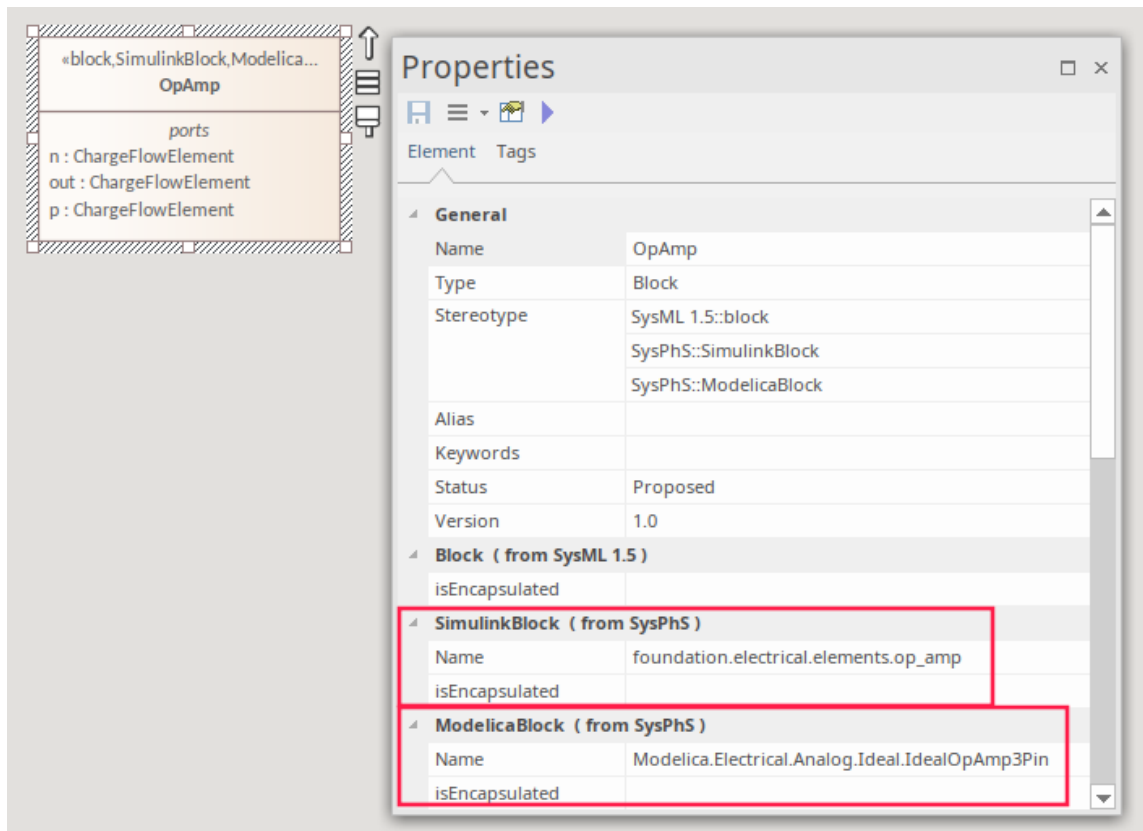 «block,SimulinkBlock,Modelica...
OpAmp
ports
n : ChargeFlowElement
out : ChargeFlowElement
p : ChargeFlowElement
Properties
Element Tags
General
Name OpAmp
Type Block
Stereotype SysML 1.5::block
SysPhS::SimulinkBlock
SysPhS::ModelicaBlock
Alias
Keywords
Status Proposed
Version 1.0
Block ( from SysML 1.5 )
isEncapsulated
SimulinkBlock ( from SysPhS )
Name foundation.electrical.elements.op_amp
isEncapsulated
ModelicaBlock ( from SysPhS )
Name Modelica.Electrical.Analog.Ideal.IdealOpAmp3Pin
isEncapsulated